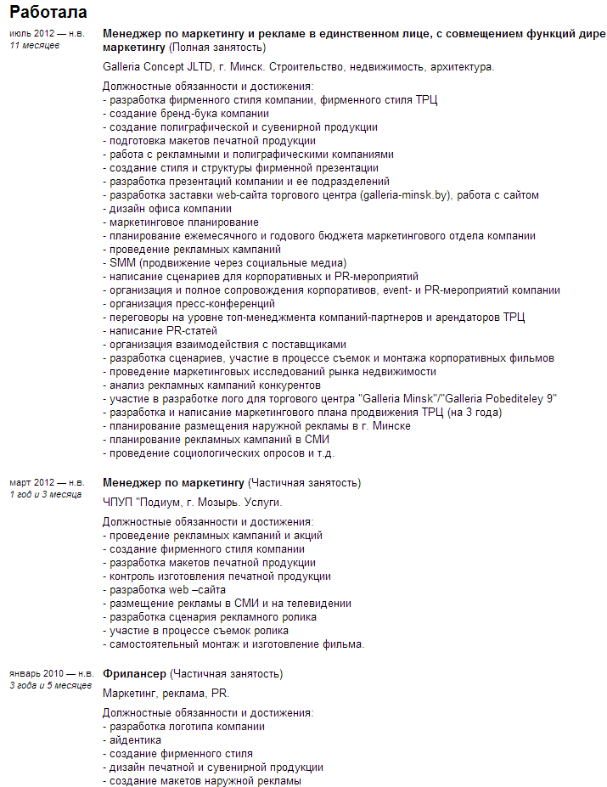 Работала
июль 2012 — н.в.
11 месяцев
Менеджер по маркетингу и рекламе в единственном лице, с совмещением функций дире
маркетингу (Полная занятость)
Galleria Concept JLTD, г. Минск. Строительство, недвижимость, архитектура.
Должностные обязанности и достижения:
- разработка фирменного стиля компании, фирменного стиля ТРЦ
- создание бренд-бука компании
- создание полиграфической и сувенирной продукции
- подготовка макетов печатной продукции
- работа с рекламными и полиграфическими компаниями
- создание стиля и структуры фирменной презентации
- разработка презентаций компании и ее подразделений
- разработка заставки web-сайта торгового центра (galleria-minsk.by), работа с сайтом
- дизайн офиса компании
- маркетинговое планирование
- планирование ежемесячного и годового бюджета маркетингового отдела компании
- проведение рекламных кампаний
- SMM (продвижение через социальные медиа)
- написание сценариев для корпоративных и PR-мероприятий
- организация и полное сопровождения корпоративов, event- и PR-мероприятий компании
- организация пресс-конференций
- переговоры на уровне топ-менеджмента компаний-партнеров и арендаторов ТРЦ
- написание PR-статей
- организация взаимодействия с поставщиками
- разработка сценариев, участие в процессе съемок и монтажа корпоративных фильмов
- проведение маркетинговых исследований рынка недвижимости
- анализ рекламных кампаний конкурентов
- участие в разработке лого для торгового центра "Galleria Minsk"/"Galleria Pobediteley 9"
- разработка и написание маркетингового плана продвижения ТРЦ (на 3 года)
- планирование размещения наружной рекламы в г. Минске
- планирование рекламных кампаний в СМИ
- проведение социологических опросов и т.д.
март 2012 — н.в.
1 год и 3 месяца
Менеджер по маркетингу (Частичная занятость)
ЧПУП "Подиум, г. Мозырь. Услуги.
Должностные обязанности и достижения:
- проведение рекламных кампаний и акций
- создание фирменного стиля компании
- разработка макетов печатной продукции
- контроль изготовления печатной продукции
- разработка web –сайта
- размещение рекламы в СМИ и на телевидении
- разработка сценария рекламного ролика
- участие в процессе съемок ролика
- самостоятельный монтаж и изготовление фильма.
январь 2010 — н.в.
3 года и 5 месяцев
Фрилансер (Частичная занятость)
Маркетинг, реклама, PR.
Должностные обязанности и достижения:
- разработка логотипа компании
- айдентика
- создание фирменного стиля
- дизайн печатной и сувенирной продукции
- создание макетов наружной рекламы